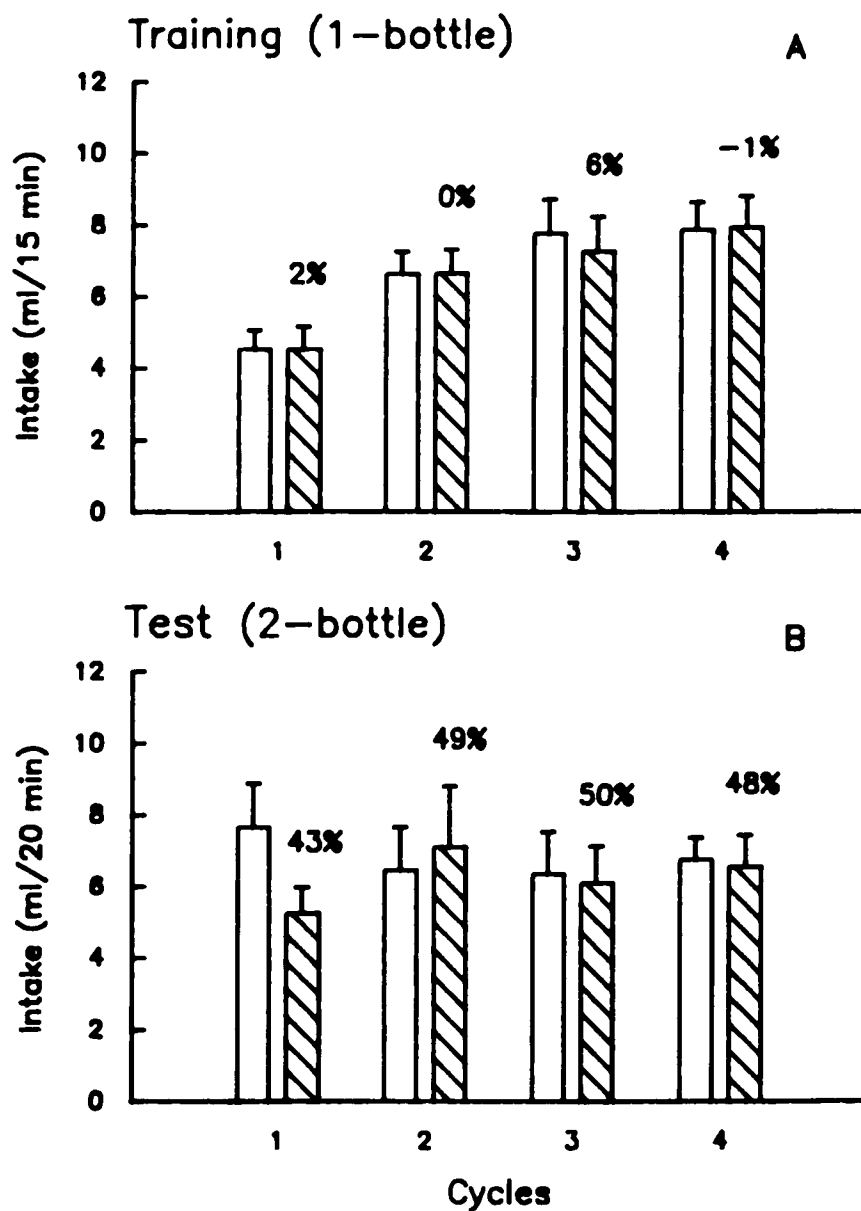 Training (1-bottle)
A
Intake (ml/15 min)
12
10
8
6
4
2
0
2%
0%
6%
-1%
1 2 3 4
Test (2-bottle)
B
Intake (ml/20 min)
12
10
8
6
4
2
0
43%
49%
50%
48%
1 2 3 4
Cycles